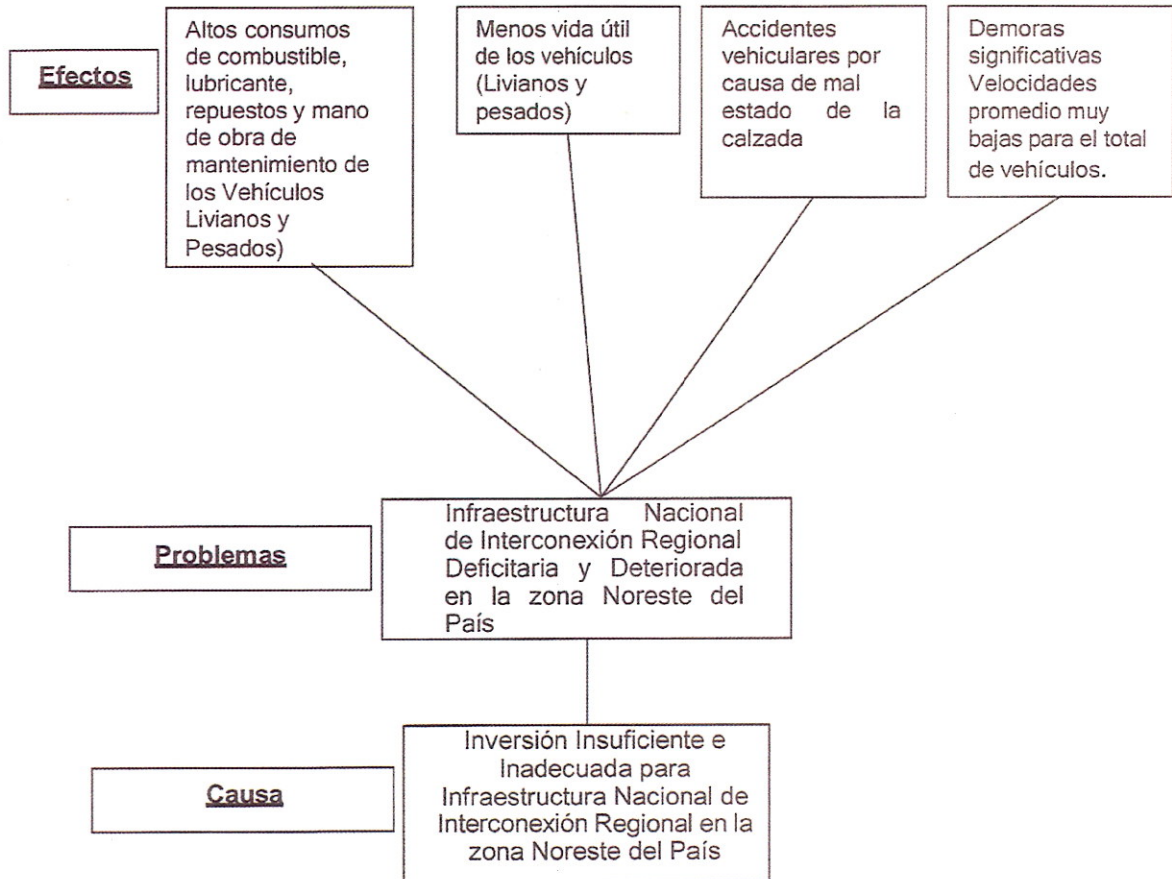 Efectos
Altos consumos
de combustible,
lubricante,
repuestos y mano
de obra de
mantenimiento de
los Vehículos
Livianos y
Pesados)
Menos vida útil
de los vehículos
(Livianos y
pesados)
Accidentes
vehiculares por
causa de mal
estado de la
calzada
Demoras
significativas
Velocidades
promedio muy
bajas para el total
de vehículos.
Problemas
Infraestructura Nacional
de Interconexión Regional
Deficitaria y Deteriorada
en la zona Noreste del
País
Causa
Inversión Insuficiente e
Inadecuada para
Infraestructura Nacional de
Interconexión Regional en la
zona Noreste del País